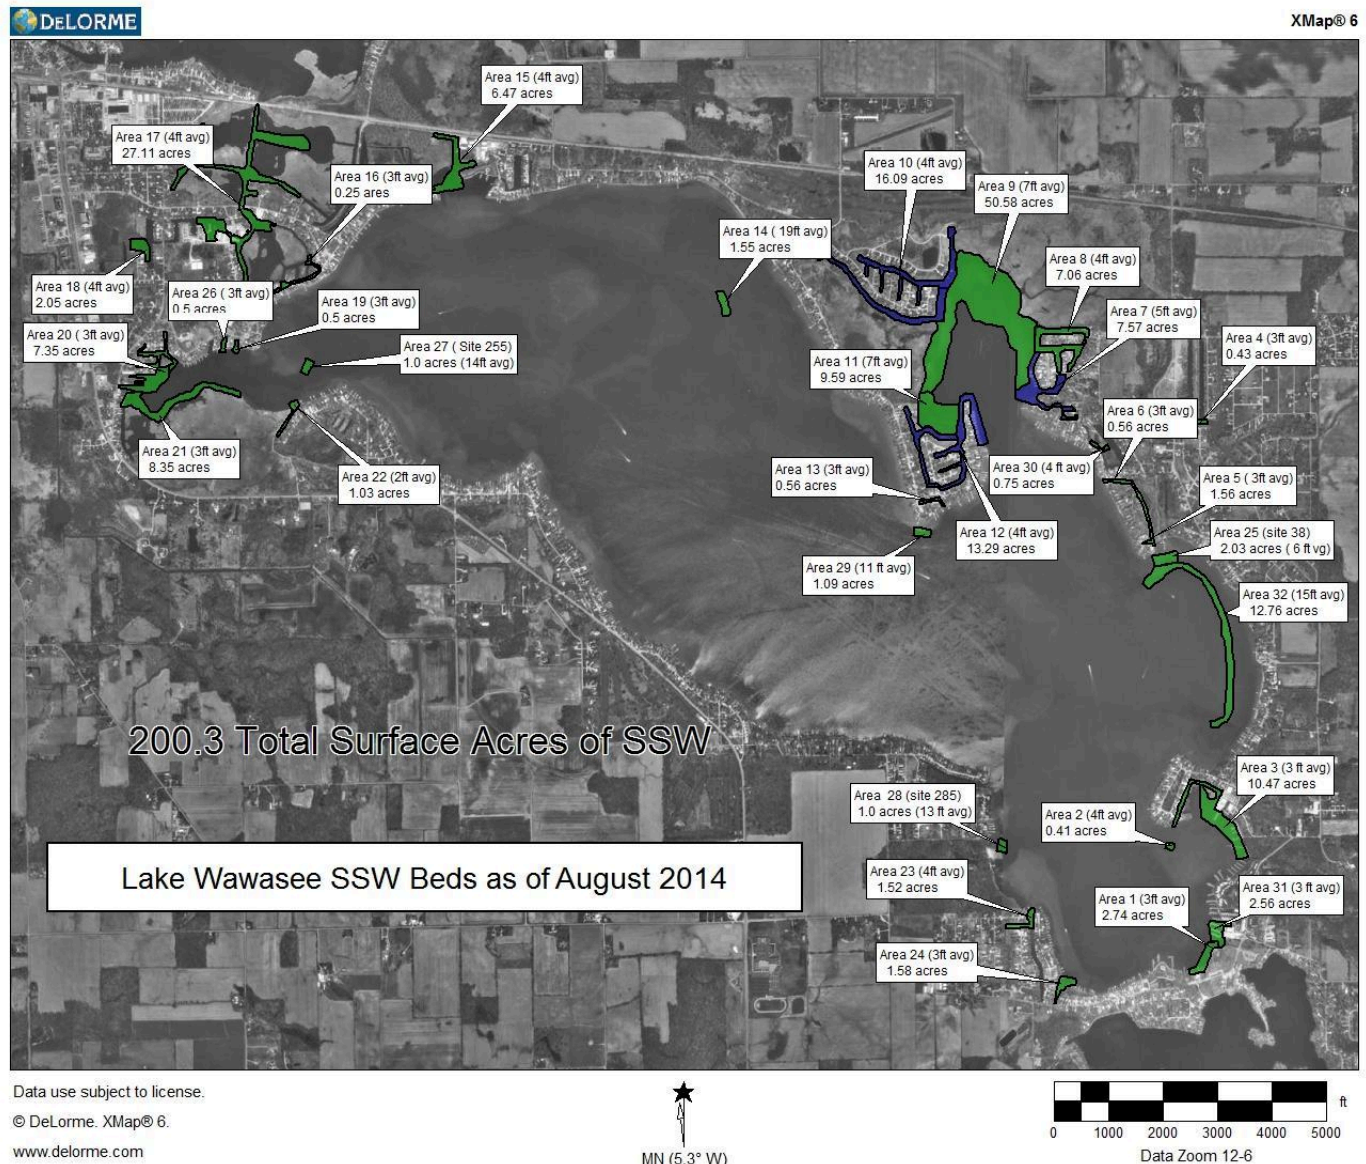 DELORME
XMap® 6
Area 15 (4ft avg)
6.47 acres
Area 17 (4ft avg)
27.11 acres
Area 16 (3ft avg)
0.25 ares
Area 10 (4ft avg)
16.09 acres
Area 9 (7ft avg)
50.58 acres
Area 14 ( 19ft avg)
1.55 acres
Area 8 (4ft avg)
7.06 acres
Area 18 (4ft avg)
2.05 acres
Area 26 ( 3ft avg)
0.5 acres
Area 19 (3ft avg)
0.5 acres
Area 7 (5ft avg)
7.57 acres
Area 20 ( 3ft avg)
7.35 acres
Area 27 ( Site 255)
1.0 acres (14ft avg)
Area 4 (3ft avg)
0.43 acres
Area 11 (7ft avg)
9.59 acres
Area 6 (3ft avg)
0.56 acres
Area 21 (3ft avg)
8.35 acres
Area 22 (2ft avg)
1.03 acres
Area 13 (3ft avg)
0.56 acres
Area 30 (4 ft avg)
0.75 acres
Area 5 ( 3ft avg)
1.56 acres
Area 12 (4ft avg)
13.29 acres
Area 25 (site 38)
2.03 acres ( 6 ft vg)
Area 29 (11 ft avg)
1.09 acres
Area 32 (15ft avg)
12.76 acres
200.3 Total Surface Acres of SSW
Area 3 (3 ft avg)
10.47 acres
Area 28 (site 285)
1.0 acres (13 ft avg)
Area 2 (4ft avg)
0.41 acres
Lake Wawasee SSW Beds as of August 2014
Area 23 (4ft avg)
1.52 acres
Area 1 (3ft avg)
2.74 acres
Area 31 (3 ft avg)
2.56 acres
Area 24 (3ft avg)
1.58 acres
Data use subject to license.
© DeLorme. XMap® 6.
www.delorme.com
MN (5.3° W)
ft
0 1000 2000 3000 4000 5000
Data Zoom 12-6